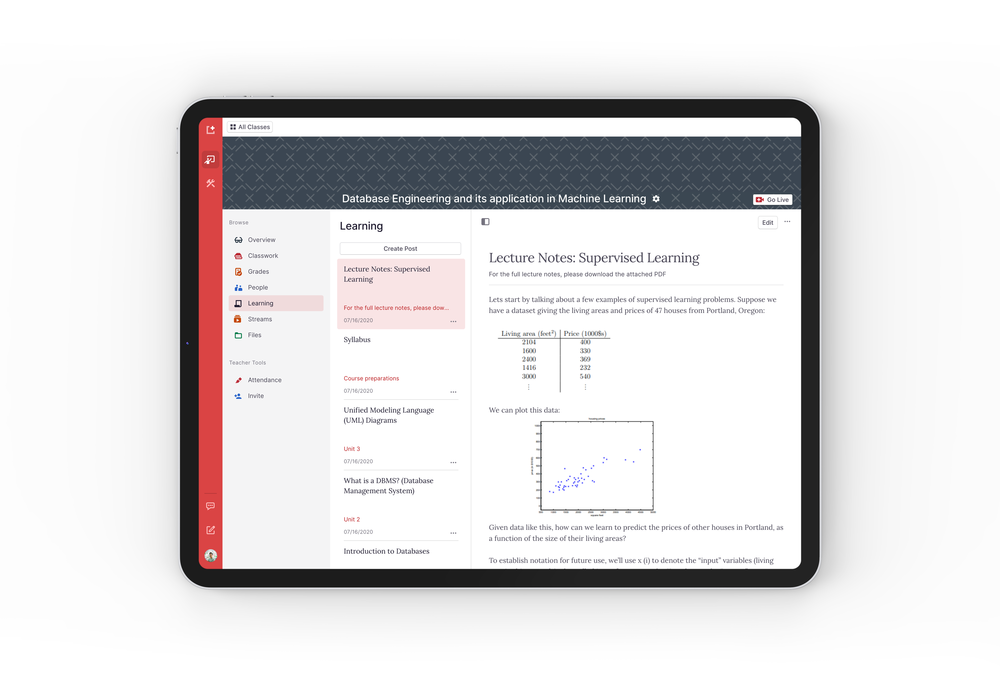 All Classes
Database Engineering and its application in Machine Learning
Go Live
Browse
Overview
Classwork
Grades
People
Learning
Streams
Files
Teacher Tools
Attendance
Invite
Learning
Create Post
Lecture Notes: Supervised
Learning
For the full lecture notes, please dow...
07/16/2020
Syllabus
Course preparations
07/16/2020
Unified Modeling Language
(UML) Diagrams
Unit 3
07/16/2020
What is a DBMS? (Database
Management System)
Unit 2
07/16/2020
Introduction to Databases
Edit
Lecture Notes: Supervised Learning
For the full lecture notes, please download the attached PDF
Lets start by talking about a few examples of supervised learning problems. Suppose we
have a dataset giving the living areas and prices of 47 houses from Portland, Oregon:
Living area (feet²) Price (1000$s)
2104 400
1600 330
2400 369
1416 232
3000 540
⋮ ⋮
We can plot this data:
housing prices
price (in $1000)
1000
900
800
700
600
500
400
300
200
100
0
500 1000 1500 2000 2500 3000 3500 4000 4500 5000
square feet
Given data like this, how can we learn to predict the prices of other houses in Portland, as
a function of the size of their living areas?
To establish notation for future use, we’ll use x (i) to denote the “input” variables (living